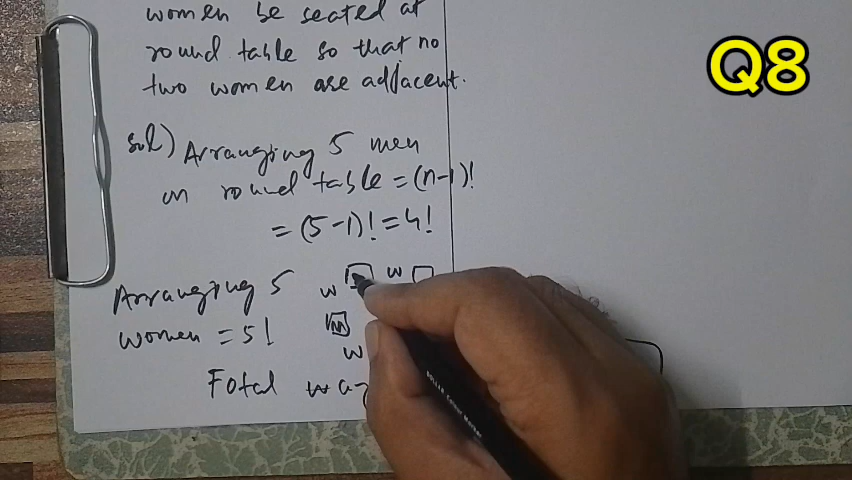 women be seated at
round table so that no
two women are adjacent.
Q8
Sol) Arranging 5 men
on round table = (n-1)!
= (5-1)! = 4!
Arranging 5
women = 5!
W W
M
W
Total